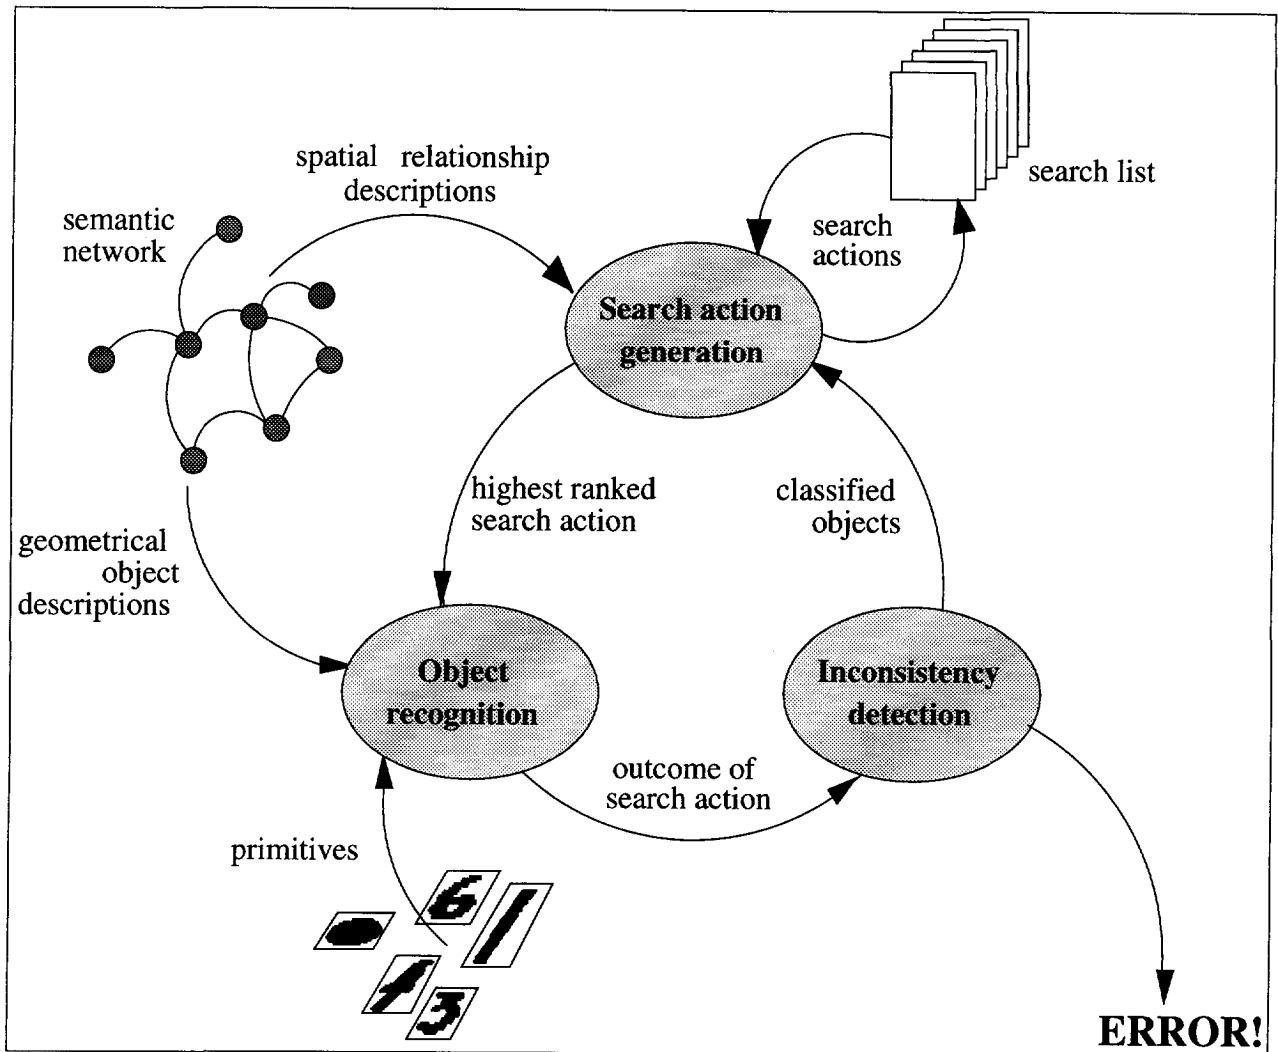 spatial relationship
descriptions
semantic
network
search list
search
actions
Search action
generation
highest ranked
search action
classified
objects
geometrical
object
descriptions
Object
recognition
Inconsistency
detection
outcome of
search action
primitives
6
3
ERROR!